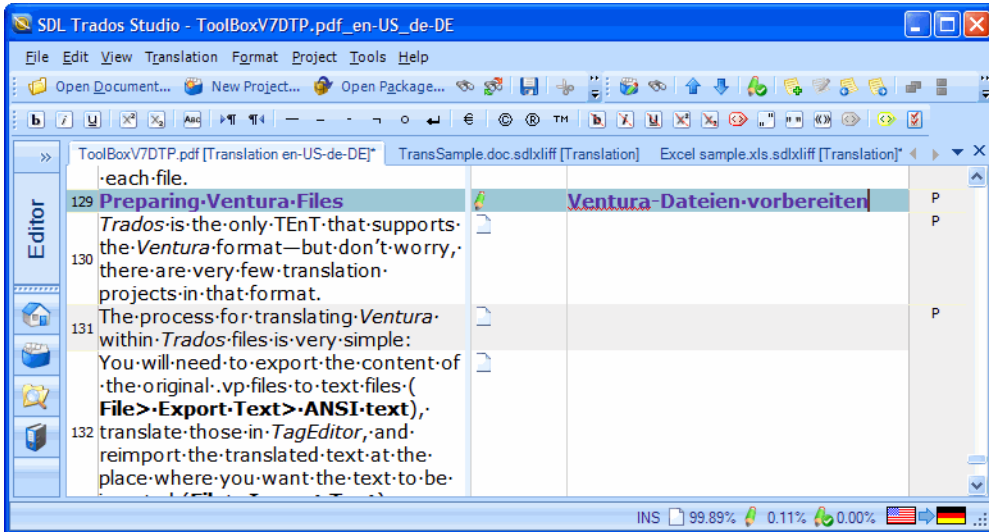 SDL Trados Studio - ToolBoxV7DTP.pdf_en-US_de-DE
File Edit View Translation Format Project Tools Help
Open Document... New Project... Open Package...
b i U X² X₂ ABC ▶¶ ¶◀ — – - ¬ ° ↵ € © ® TM
ToolBoxV7DTP.pdf [Translation en-US-de-DE]* TransSample.doc.sdlxliff [Translation] Excel sample.xls.sdlxliff [Translation]*
Editor
·each·file.
129 Preparing·Ventura·Files Ventura-Dateien·vorbereiten P
Trados·is·the·only·TEnT·that·supports· P
the·Ventura·format—but·don't·worry,·
130 there·are·very·few·translation·
projects·in·that·format.
The·process·for·translating·Ventura· P
131 within·Trados·files·is·very·simple:
You·will·need·to·export·the·content·of
·the·original·.vp·files·to·text·files·(
File>·Export·Text>·ANSI·text),·
132 translate·those·in·TagEditor,·and·
reimport·the·translated·text·at·the·
place·where·you·want·the·text·to·be·
INS 99.89% 0.11% 0.00%